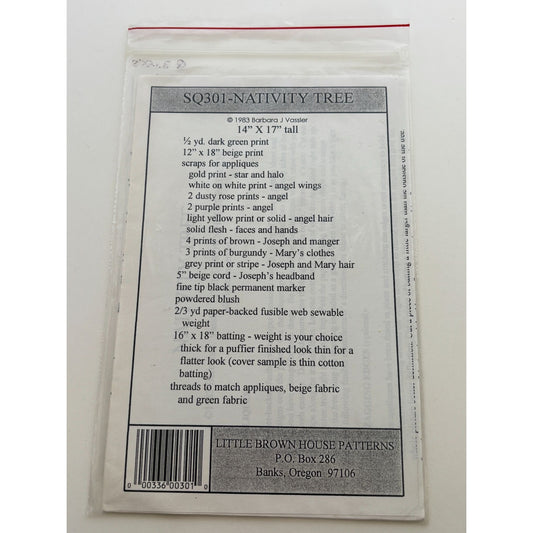 SQ301-NATIVITY TREE
© 1983 Barbara J Vassler
14" X 17" tall
½ yd. dark green print
12" x 18" beige print
scraps for appliques
gold print - star and halo
white on white print - angel wings
2 dusty rose prints - angel
2 purple prints - angel
light yellow print or solid - angel hair
solid flesh - faces and hands
4 prints of brown - Joseph and manger
3 prints of burgundy - Mary's clothes
grey print or stripe - Joseph and Mary hair
5" beige cord - Joseph's headband
fine tip black permanent marker
powdered blush
2/3 yd paper-backed fusible web sewable
weight
16" x 18" batting - weight is your choice
thick for a puffier finished look thin for a
flatter look (cover sample is thin cotton
batting)
threads to match appliques, beige fabric
and green fabric
LITTLE BROWN HOUSE PATTERNS
P.O. Box 286
Banks, Oregon 97106
0 00336 00301 0